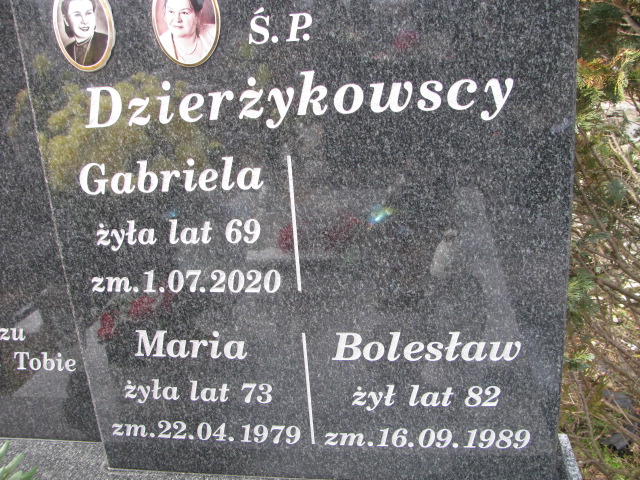 Ś.P.
Dzierżykowscy
Gabriela
żyła lat 69
zm.1.07.2020
Maria
żyła lat 73
zm.22.04.1979
Bolesław
żył lat 82
zm.16.09.1989
zu
Tobie